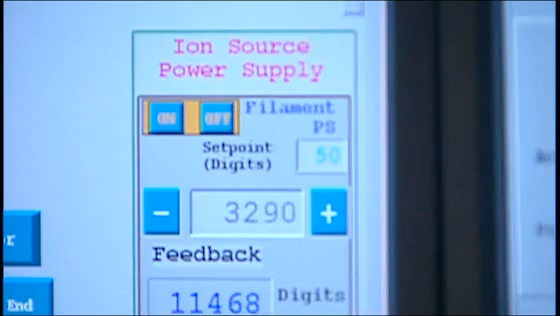 Ion Source
Power Supply
ON OFF Filament
PS
Setpoint
(Digits) 50
- 3290 +
Feedback
11468 Digits
r
End